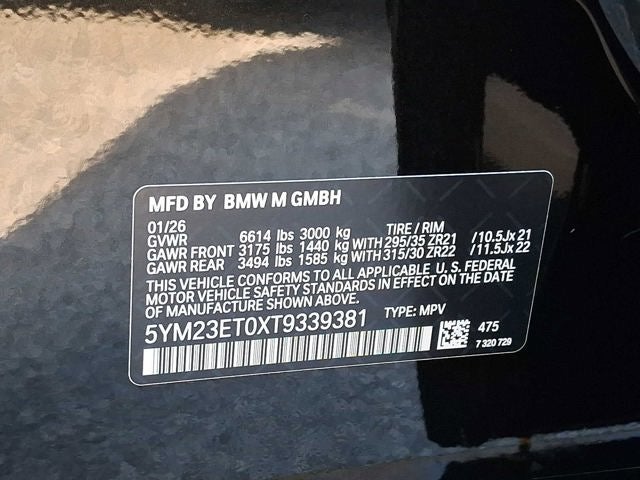 MFD BY BMW M GMBH
01/26 TIRE / RIM
GVWR 6614 lbs 3000 kg
GAWR FRONT 3175 lbs 1440 kg WITH 295/35 ZR21 /10.5Jx 21
GAWR REAR 3494 lbs 1585 kg WITH 315/30 ZR22 /11.5Jx 22
THIS VEHICLE CONFORMS TO ALL APPLICABLE U.S. FEDERAL
MOTOR VEHICLE SAFETY STANDARDS IN EFFECT ON THE DATE
OF MANUFACTURE SHOWN ABOVE.
5YM23ET0XT9339381 TYPE: MPV
475
7 320 729